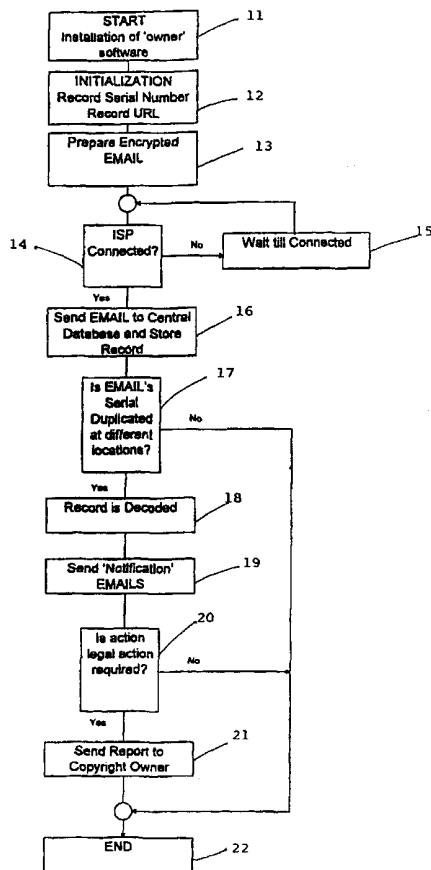 START
Installation of 'owner'
software
11
INITIALIZATION
Record Serial Number
Record URL
12
Prepare Encrypted
EMAIL
13
ISP
Connected?
14
No
Wait till Connected
15
Yes
Send EMAIL to Central
Database and Store
Record
16
Is EMAIL's
Serial
Duplicated
at different
locations?
17
No
Yes
Record is Decoded
18
Send 'Notification'
EMAILS
19
Is action
legal action
required?
20
No
Yes
Send Report to
Copyright Owner
21
END
22